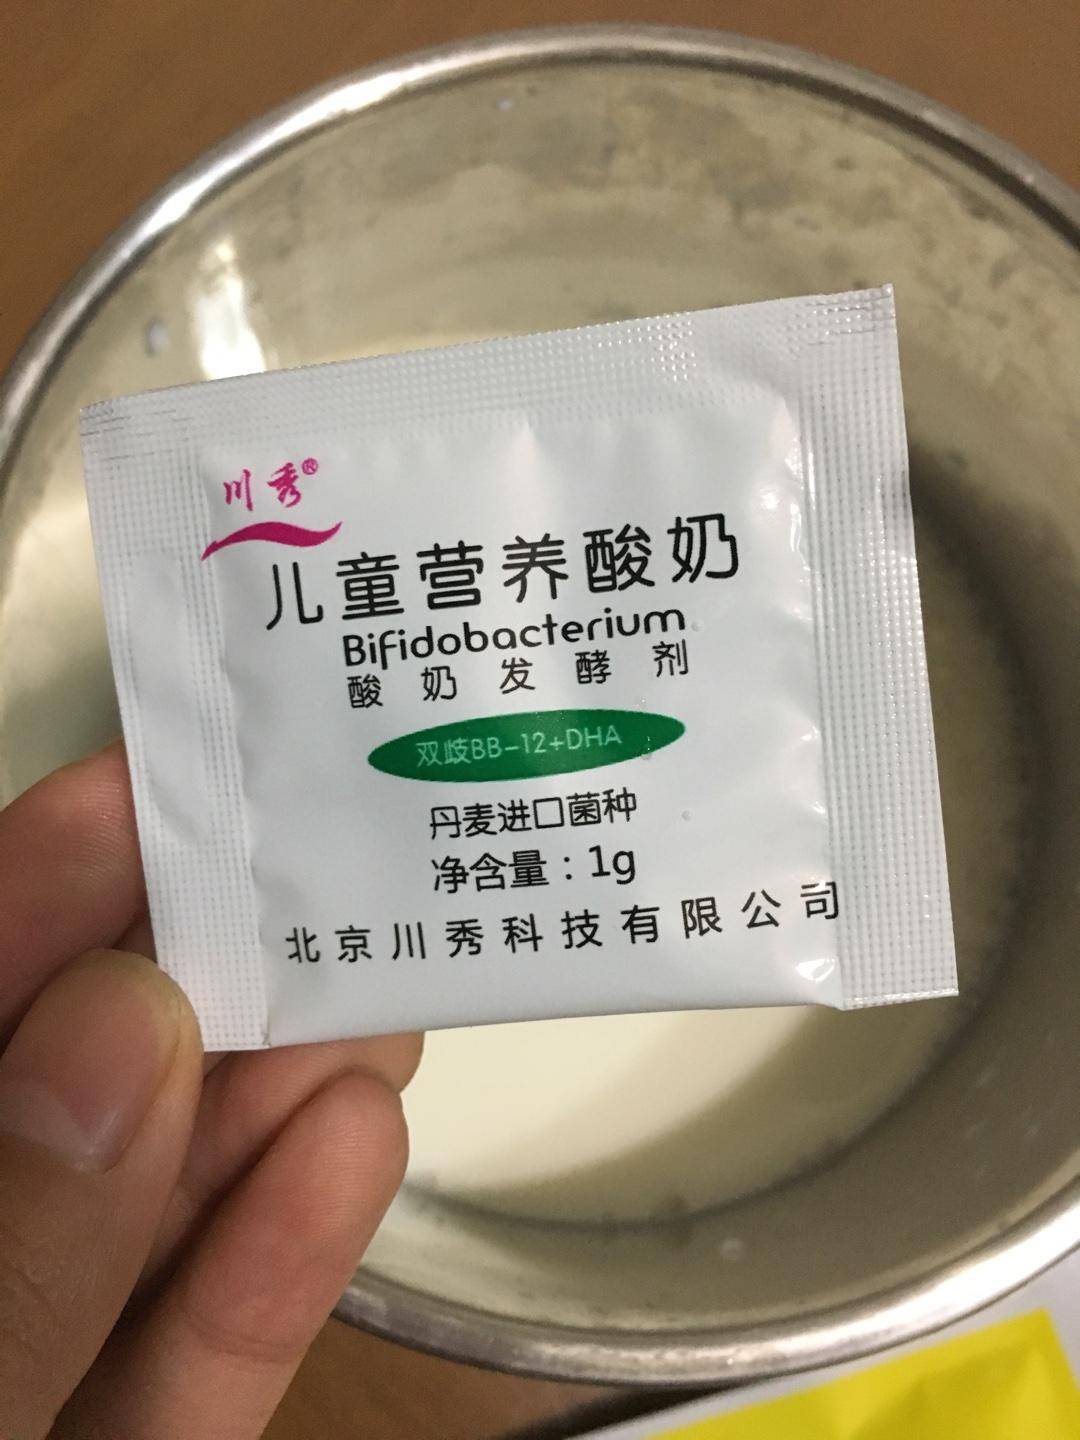 川秀®
儿童营养酸奶
Bifidobacterium
酸奶发酵剂
双歧BB-12+DHA
丹麦进口菌种
净含量：1g
北京川秀科技有限公司